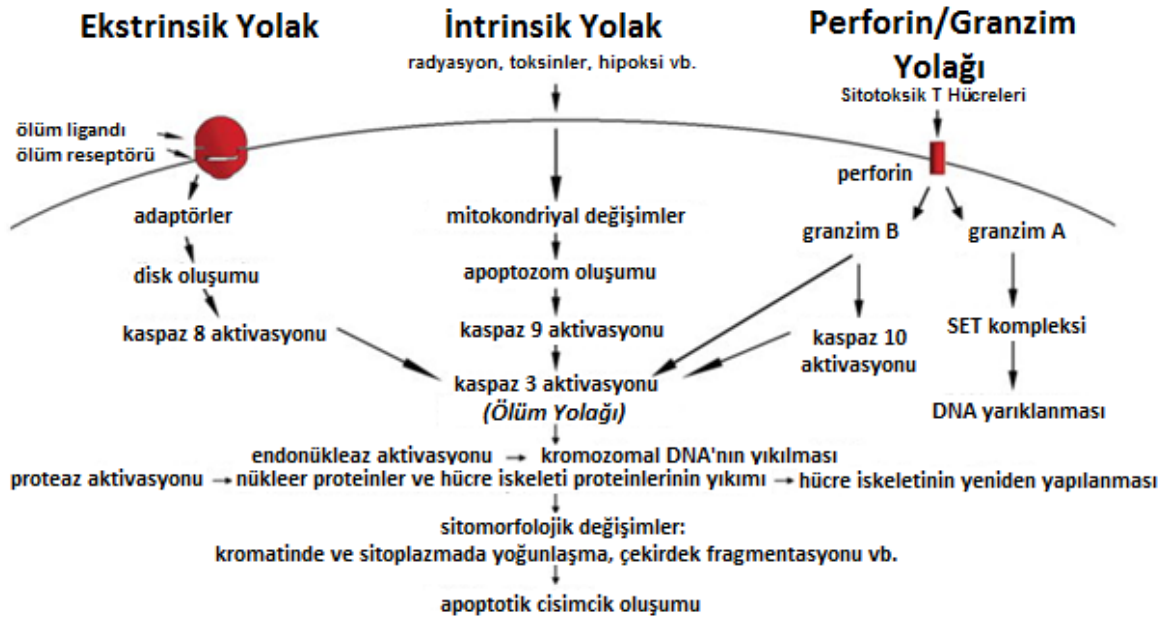 Ekstrinsik Yolak
İntrinsik Yolak
Perforin/Granzim
Yolağı
radyasyon, toksinler, hipoksi vb.
Sitotoksik T Hücreleri
ölüm ligandı
ölüm reseptörü
perforin
adaptörler
mitokondriyal değişimler
granzim B
granzim A
disk oluşumu
apoptozom oluşumu
kaspaz 8 aktivasyonu
kaspaz 9 aktivasyonu
kaspaz 10
aktivasyonu
SET kompleksi
kaspaz 3 aktivasyonu
(Ölüm Yolağı)
DNA yarıklanması
endonükleaz aktivasyonu → kromozomal DNA'nın yıkılması
proteaz aktivasyonu → nükleer proteinler ve hücre iskeleti proteinlerinin yıkımı → hücre iskeletinin yeniden yapılanması
sitomorfolojik değişimler:
kromatinde ve sitoplazmada yoğunlaşma, çekirdek fragmentasyonu vb.
apoptotik cisimcik oluşumu